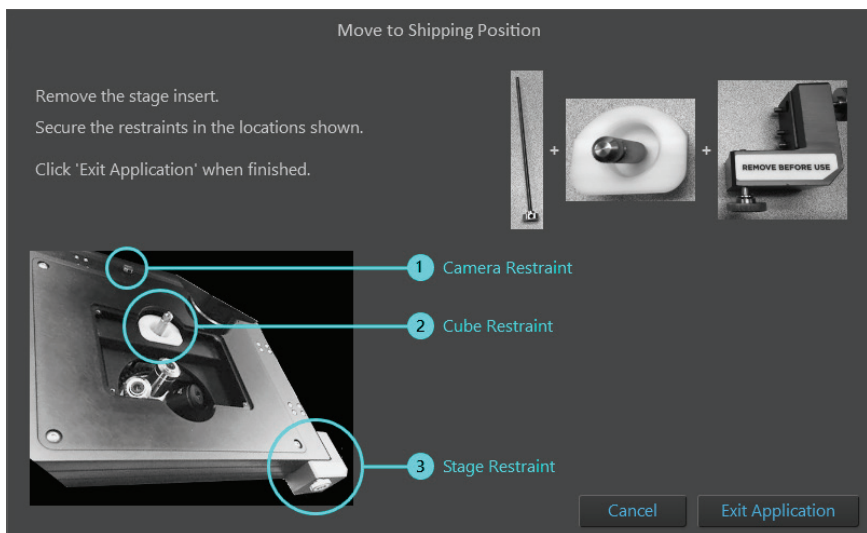 Move to Shipping Position
Remove the stage insert.
Secure the restraints in the locations shown.
Click 'Exit Application' when finished.
+
+
REMOVE BEFORE USE
1 Camera Restraint
2 Cube Restraint
3 Stage Restraint
Cancel
Exit Application